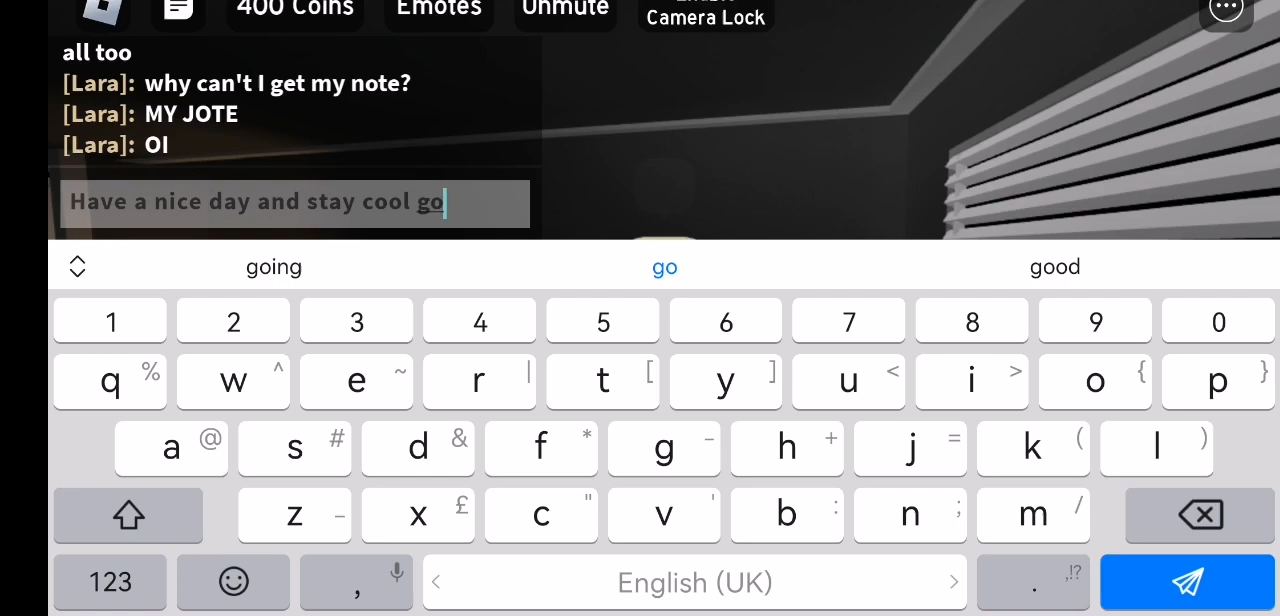 400 Coins Emotes Unmute Enable
Camera Lock
all too
[Lara]: why can't I get my note?
[Lara]: MY JOTE
[Lara]: OI
Have a nice day and stay cool go
going go good
1 2 3 4 5 6 7 8 9 0
q % w ^ e ~ r | t [ y ] u < i > o { p }
a @ s # d & f * g - h + j = k ( l )
z _ x £ c " v ' b : n ; m /
123 , < English (UK) > . ,!?